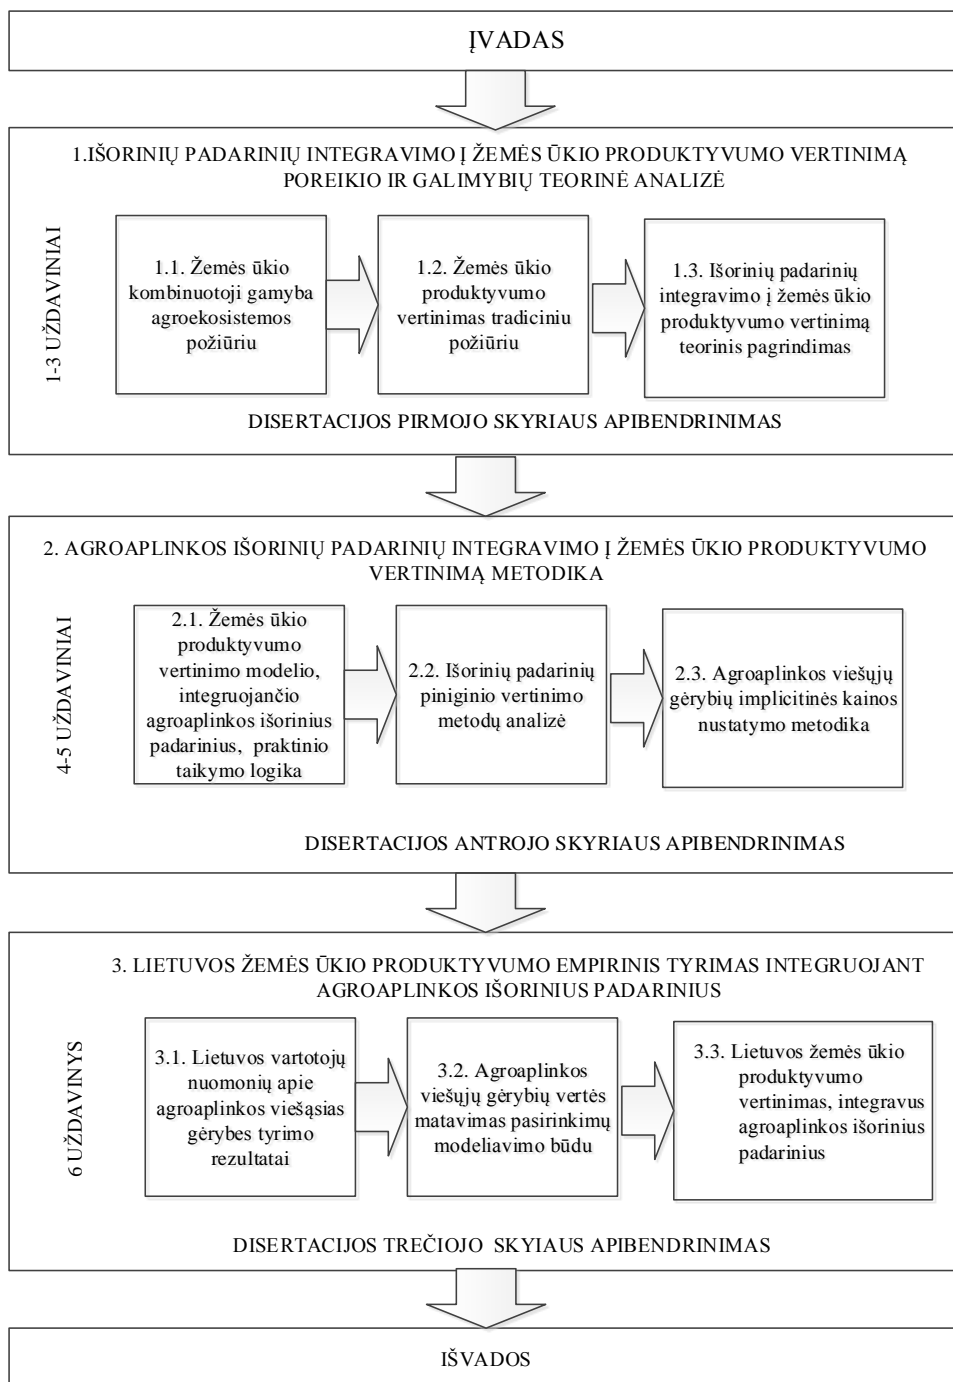 ĮVADAS
1.IŠORINIŲ PADARINIŲ INTEGRAVIMO Į ŽEMĖS ŪKIO PRODUKTYVUMO VERTINIMĄ
POREIKIO IR GALIMYBIŲ TEORINĖ ANALIZĖ
1-3 UŽDAVINIAI
1.1. Žemės ūkio
kombinuotoji gamyba
agroekosistemos
požiūriu
1.2. Žemės ūkio
produktyvumo
vertinimas tradiciniu
požiūriu
1.3. Išorinių padarinių
integravimo į žemės ūkio
produktyvumo vertinimą
teorinis pagrindimas
DISERTACIJOS PIRMOJO SKYRIAUS APIBENDRINIMAS
2. AGROAPLINKOS IŠORINIŲ PADARINIŲ INTEGRAVIMO Į ŽEMĖS ŪKIO PRODUKTYVUMO
VERTINIMĄ METODIKA
4-5 UŽDAVINIAI
2.1. Žemės ūkio
produktyvumo
vertinimo modelio,
integruojančio
agroaplinkos išorinius
padarinius, praktinio
taikymo logika
2.2. Išorinių padarinių
piniginio vertinimo
metodų analizė
2.3. Agroaplinkos viešųjų
gėrybių implicitinės kainos
nustatymo metodika
DISERTACIJOS ANTROJO SKYRIAUS APIBENDRINIMAS
3. LIETUVOS ŽEMĖS ŪKIO PRODUKTYVUMO EMPIRINIS TYRIMAS INTEGRUOJANT
AGROAPLINKOS IŠORINIUS PADARINIUS
6 UŽDAVINYS
3.1. Lietuvos vartotojų
nuomonių apie
agroaplinkos viešąsias
gėrybes tyrimo
rezultatai
3.2. Agroaplinkos
viešųjų gėrybių vertės
matavimas pasirinkimų
modeliavimo būdu
3.3. Lietuvos žemės ūkio
produktyvumo
vertinimas, integravus
agroaplinkos išorinius
padarinius
DISERTACIJOS TREČIOJO SKYIAUS APIBENDRINIMAS
IŠVADOS